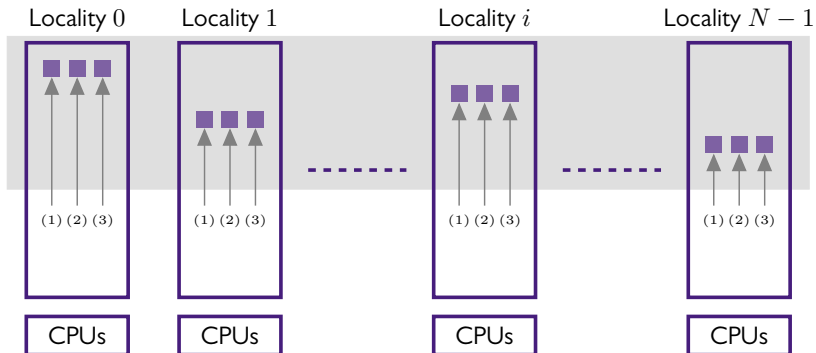 Locality 0 Locality 1 Locality i Locality N − 1
(1) (2) (3) (1) (2) (3) (1) (2) (3) (1) (2) (3)
CPUs CPUs CPUs CPUs